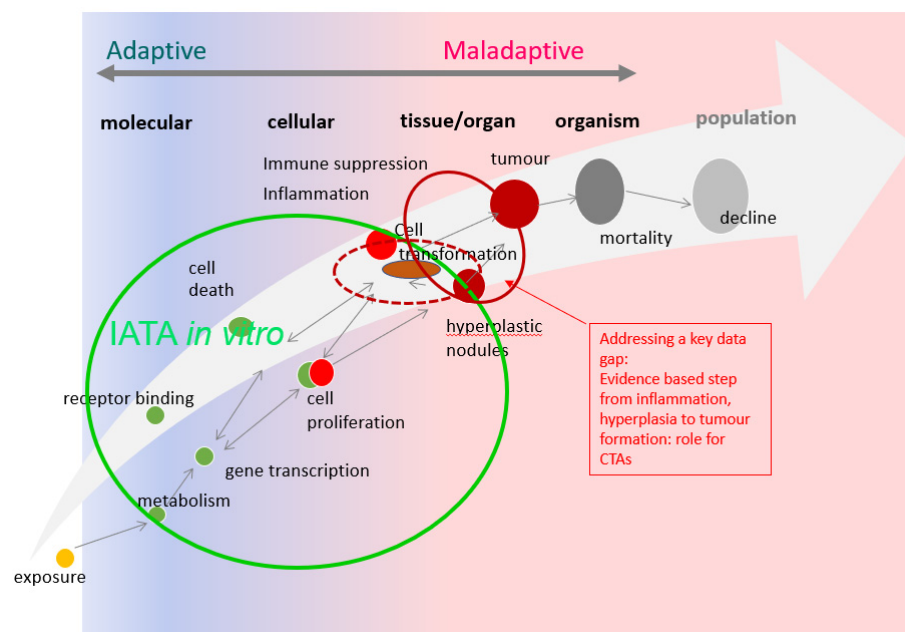 Adaptive
Maladaptive
molecular
cellular
tissue/organ
organism
population
Immune suppression
Inflammation
tumour
Cell
transformation
mortality
decline
cell
death
IATA in vitro
hyperplastic
nodules
receptor binding
cell
proliferation
gene transcription
metabolism
exposure
Addressing a key data
gap:
Evidence based step
from inflammation,
hyperplasia to tumour
formation: role for
CTAs